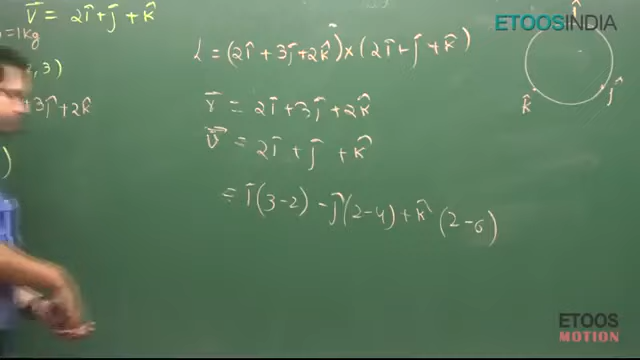 V⃗ = 2î + ĵ + k̂
= 1kg
, 3)
+ 3ĵ + 2k̂
)
L = (2î + 3ĵ + 2k̂) × (2î + ĵ + k̂)
r⃗ = 2î + 3ĵ + 2k̂
v⃗ = 2î + ĵ + k̂
= î(3-2) - ĵ(2-4) + k̂(2-6)
ETOOSINDIA
k̂
ĵ
ETOOS
MOTION